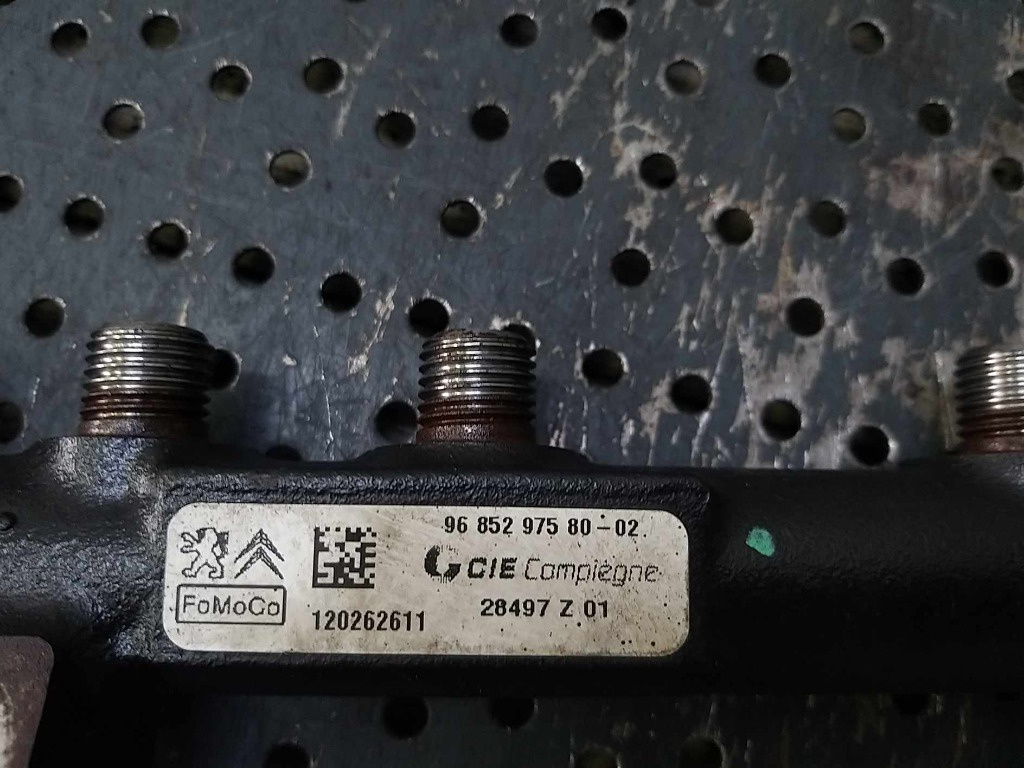 96 852 975 80-02
CIE Compiègne
FoMoCo
120262611
28497 Z 01